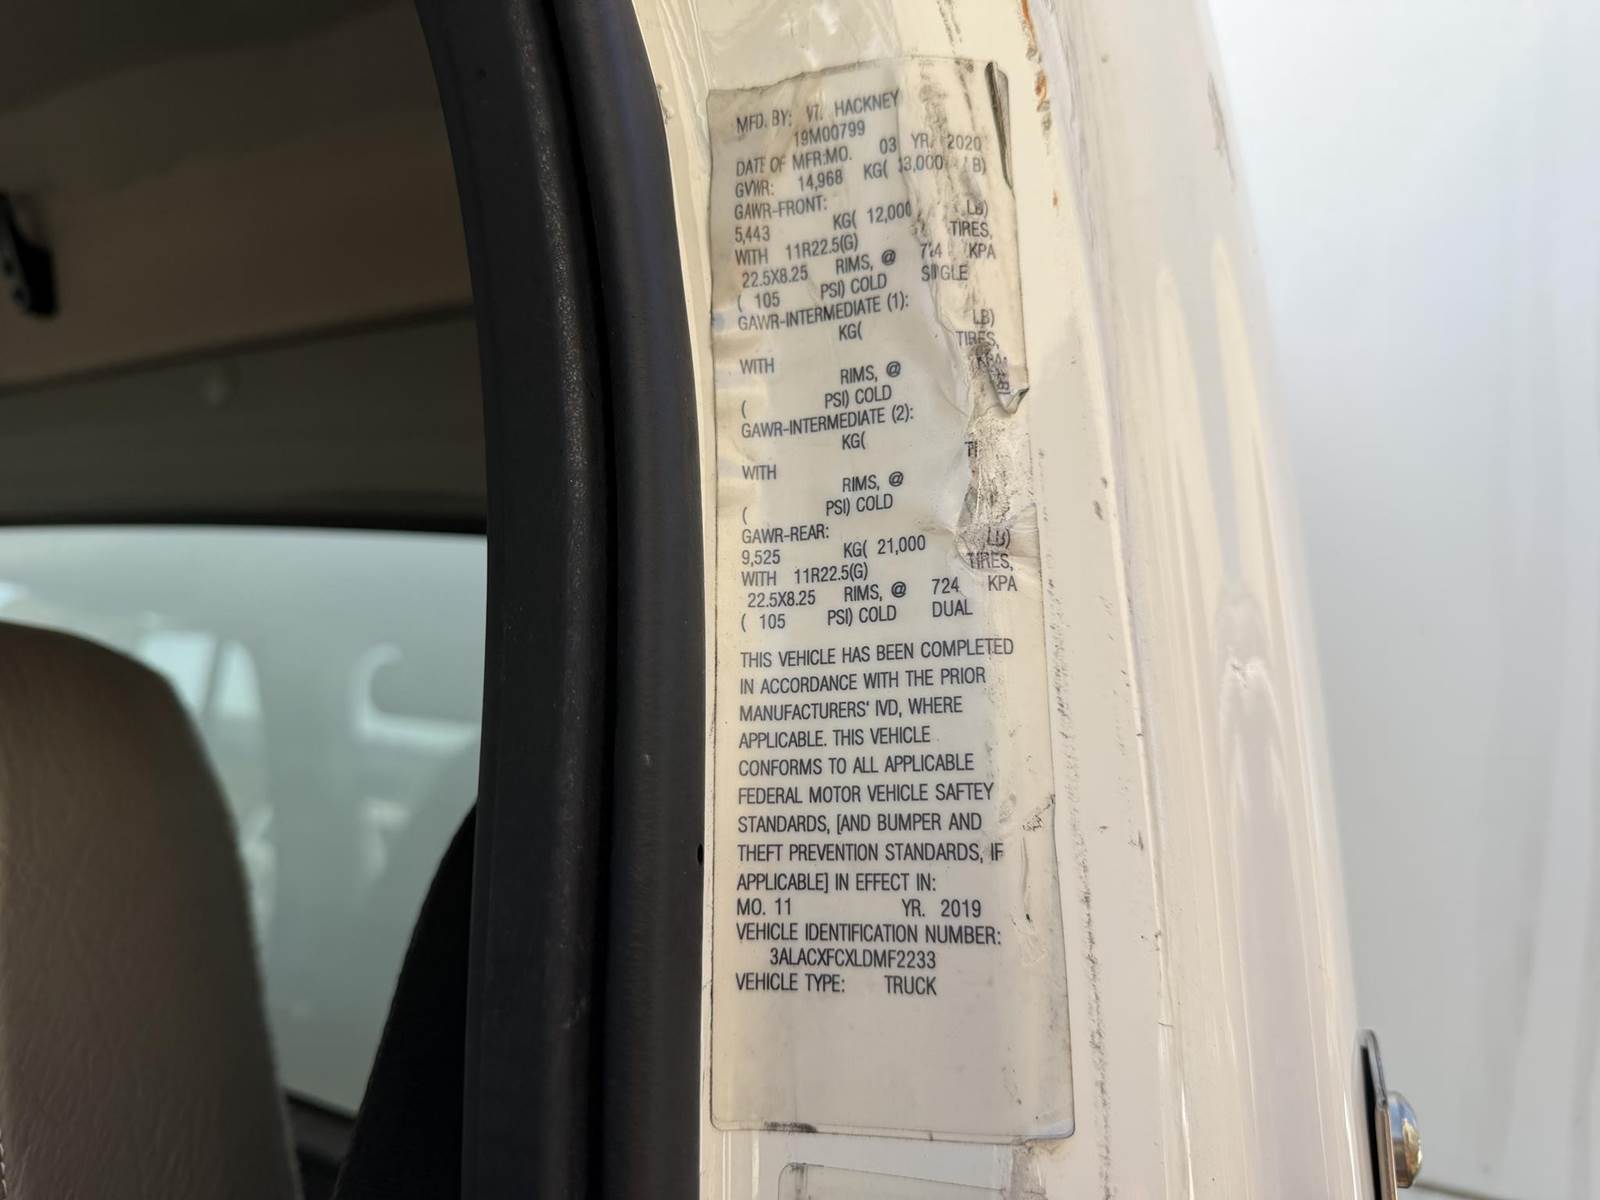 MFD. BY: VT. HACKNEY
19M00799
DATE OF MFR:MO. 03 YR. 2020
GVWR: 14,968 KG( 33,000 LB)
GAWR-FRONT:
5,443 KG( 12,000 LB)
WITH 11R22.5(G) TIRES,
22.5X8.25 RIMS, @ 724 KPA
( 105 PSI) COLD SINGLE
GAWR-INTERMEDIATE (1):
KG( LB)
WITH TIRES,
RIMS, @ KPA
( PSI) COLD
GAWR-INTERMEDIATE (2):
KG(
WITH
RIMS, @
( PSI) COLD
GAWR-REAR:
9,525 KG( 21,000 LB)
WITH 11R22.5(G) TIRES,
22.5X8.25 RIMS, @ 724 KPA
( 105 PSI) COLD DUAL
THIS VEHICLE HAS BEEN COMPLETED
IN ACCORDANCE WITH THE PRIOR
MANUFACTURERS' IVD, WHERE
APPLICABLE. THIS VEHICLE
CONFORMS TO ALL APPLICABLE
FEDERAL MOTOR VEHICLE SAFTEY
STANDARDS, [AND BUMPER AND
THEFT PREVENTION STANDARDS, IF
APPLICABLE] IN EFFECT IN:
MO. 11 YR. 2019
VEHICLE IDENTIFICATION NUMBER:
3ALACXFCXLDMF2233
VEHICLE TYPE: TRUCK